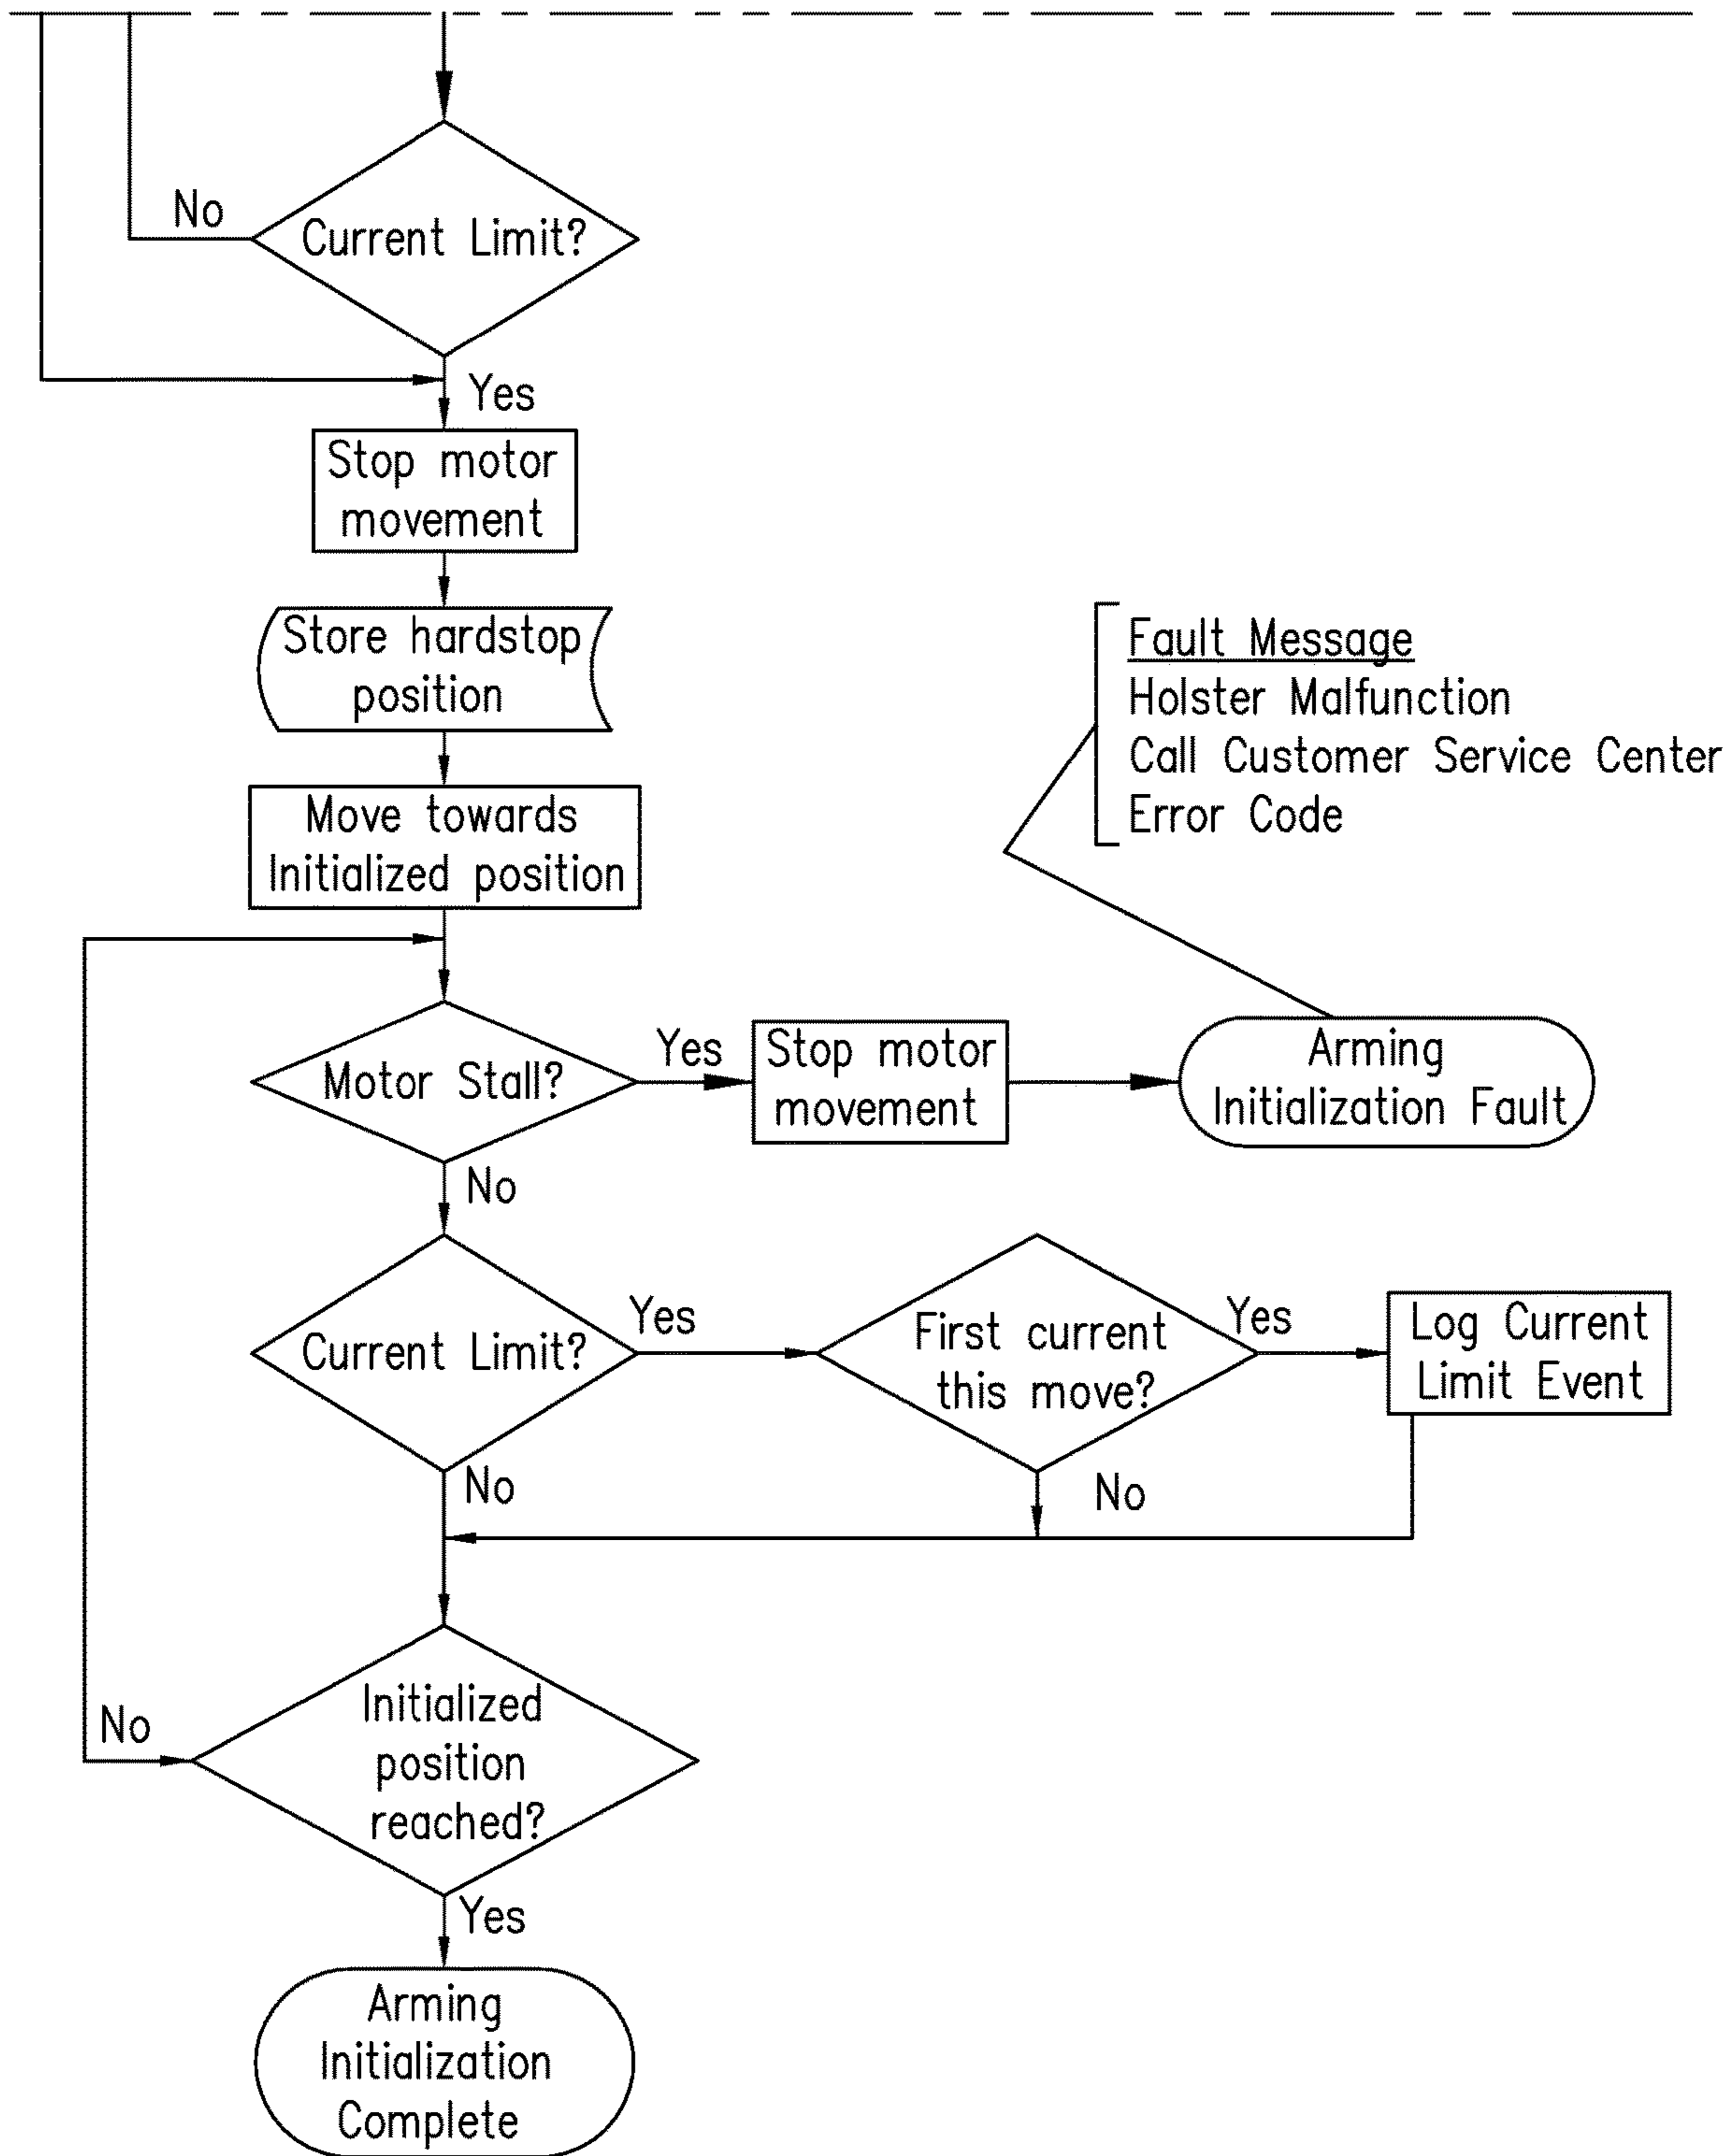 No
Current Limit?
Yes
Stop motor
movement
Store hardstop
position
Fault Message
Holster Malfunction
Call Customer Service Center
Error Code
Move towards
Initialized position
Motor Stall?
Yes
Stop motor
movement
Arming
Initialization Fault
No
Current Limit?
Yes
First current
this move?
Yes
Log Current
Limit Event
No
No
Initialized
position
reached?
No
Yes
Arming
Initialization
Complete